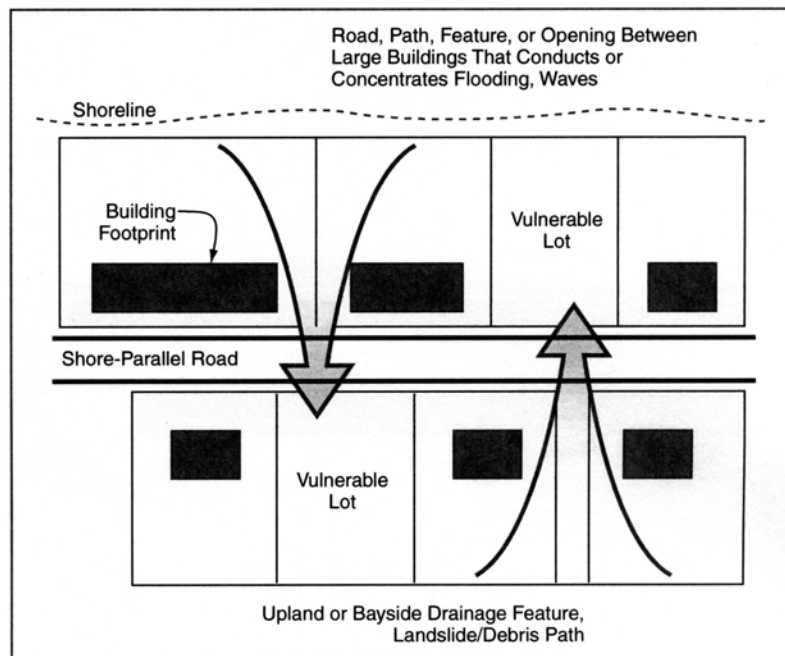 Road, Path, Feature, or Opening Between
Large Buildings That Conducts or
Concentrates Flooding, Waves
Shoreline
Building
Footprint
Vulnerable
Lot
Shore-Parallel Road
Vulnerable
Lot
Upland or Bayside Drainage Feature,
Landslide/Debris Path